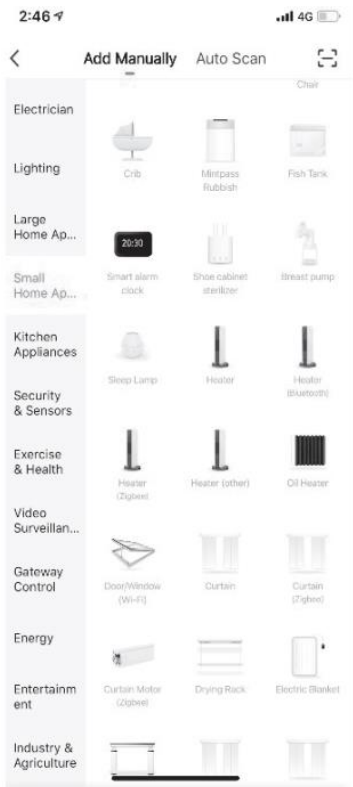 2:46
4G
Add Manually
Auto Scan
Electrician
Lighting
Large
Home Ap...
Small
Home Ap...
Kitchen
Appliances
Security
& Sensors
Exercise
& Health
Video
Surveillan...
Gateway
Control
Energy
Entertainm
ent
Industry &
Agriculture
Chair
Crib
Mintpass
Rubbish
Fish Tank
20:30
Smart alarm
clock
Shoe cabinet
sterilizer
Breast pump
Sleep Lamp
Heater
Heater
(Bluetooth)
Heater
(Zigbee)
Heater (other)
Oil Heater
Door/Window
(Wi-Fi)
Curtain
Curtain
(Zigbee)
Curtain Motor
(Zigbee)
Drying Rack
Electric Blanket